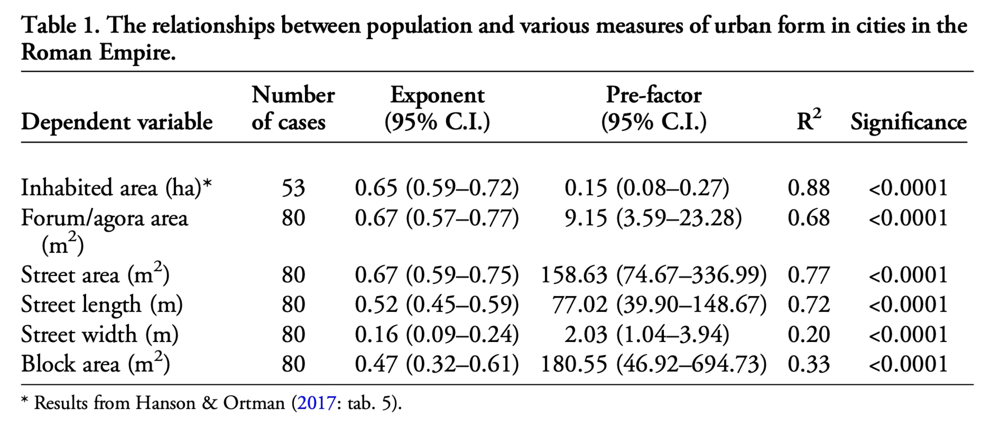 Table 1. The relationships between population and various measures of urban form in cities in the
Roman Empire.
Dependent variable Number of cases Exponent (95% C.I.) Pre-factor (95% C.I.) R² Significance
Inhabited area (ha)* 53 0.65 (0.59–0.72) 0.15 (0.08–0.27) 0.88 <0.0001
Forum/agora area (m²) 80 0.67 (0.57–0.77) 9.15 (3.59–23.28) 0.68 <0.0001
Street area (m²) 80 0.67 (0.59–0.75) 158.63 (74.67–336.99) 0.77 <0.0001
Street length (m) 80 0.52 (0.45–0.59) 77.02 (39.90–148.67) 0.72 <0.0001
Street width (m) 80 0.16 (0.09–0.24) 2.03 (1.04–3.94) 0.20 <0.0001
Block area (m²) 80 0.47 (0.32–0.61) 180.55 (46.92–694.73) 0.33 <0.0001
* Results from Hanson & Ortman (2017: tab. 5).